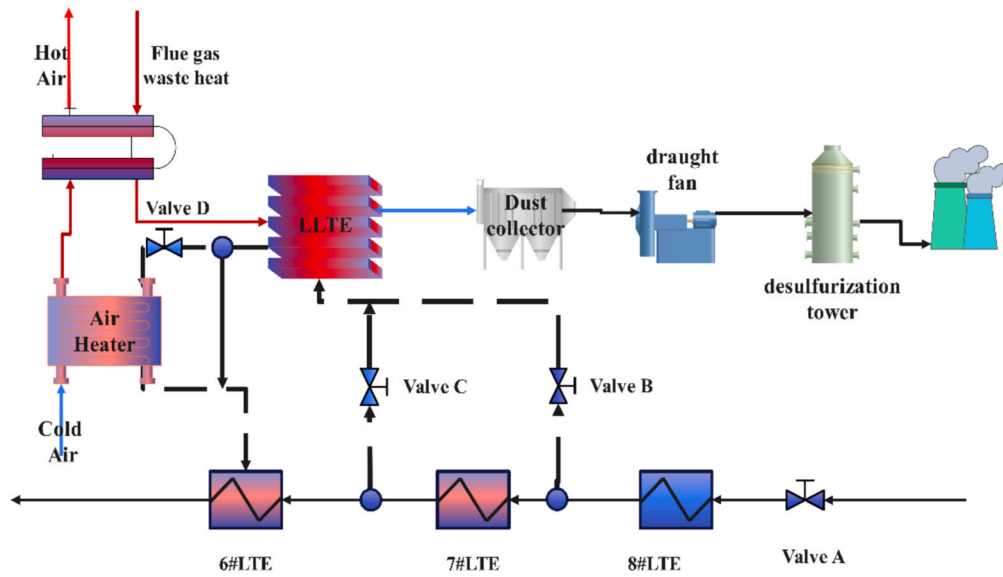 Hot
Air
Flue gas
waste heat
Valve D
LLTE
Dust
collector
draught
fan
desulfurization
tower
Air
Heater
Valve C
Valve B
Cold
Air
6#LTE
7#LTE
8#LTE
Valve A